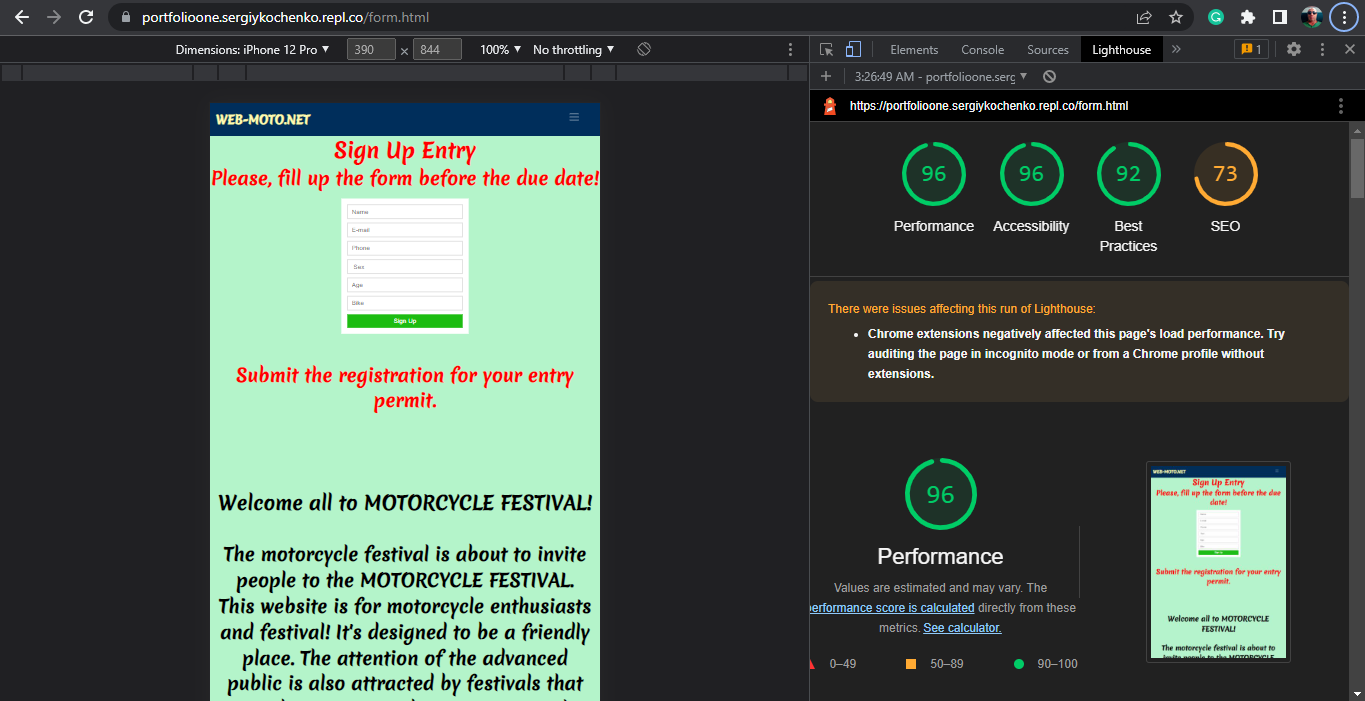 portfolioone.sergiykochenko.repl.co/form.html
Dimensions: iPhone 12 Pro ▼ 390 × 844 100% ▼ No throttling ▼
Elements Console Sources Lighthouse » 1
3:26:49 AM - portfolioone.serg ▼
https://portfolioone.sergiykochenko.repl.co/form.html
WEB-MOTO.NET
Sign Up Entry
Please, fill up the form before the due date!
Name
E-mail
Phone
Sex
Age
Bike
Sign Up
Submit the registration for your entry
permit.
Welcome all to MOTORCYCLE FESTIVAL!
The motorcycle festival is about to invite
people to the MOTORCYCLE FESTIVAL.
This website is for motorcycle enthusiasts
and festival! It's designed to be a friendly
place. The attention of the advanced
public is also attracted by festivals that
96 96 92 73
Performance Accessibility Best SEO
Practices
There were issues affecting this run of Lighthouse:
• Chrome extensions negatively affected this page's load performance. Try
auditing the page in incognito mode or from a Chrome profile without
extensions.
96
Performance
Values are estimated and may vary. The
performance score is calculated directly from these
metrics. See calculator.
0–49 50–89 90–100
WEB-MOTO.NET
Sign Up Entry
Please, fill up the form before the due
date!
Submit the registration for your entry
permit.
Welcome all to MOTORCYCLE
FESTIVAL!
The motorcycle festival is about to
invite people to the MOTORCYCLE